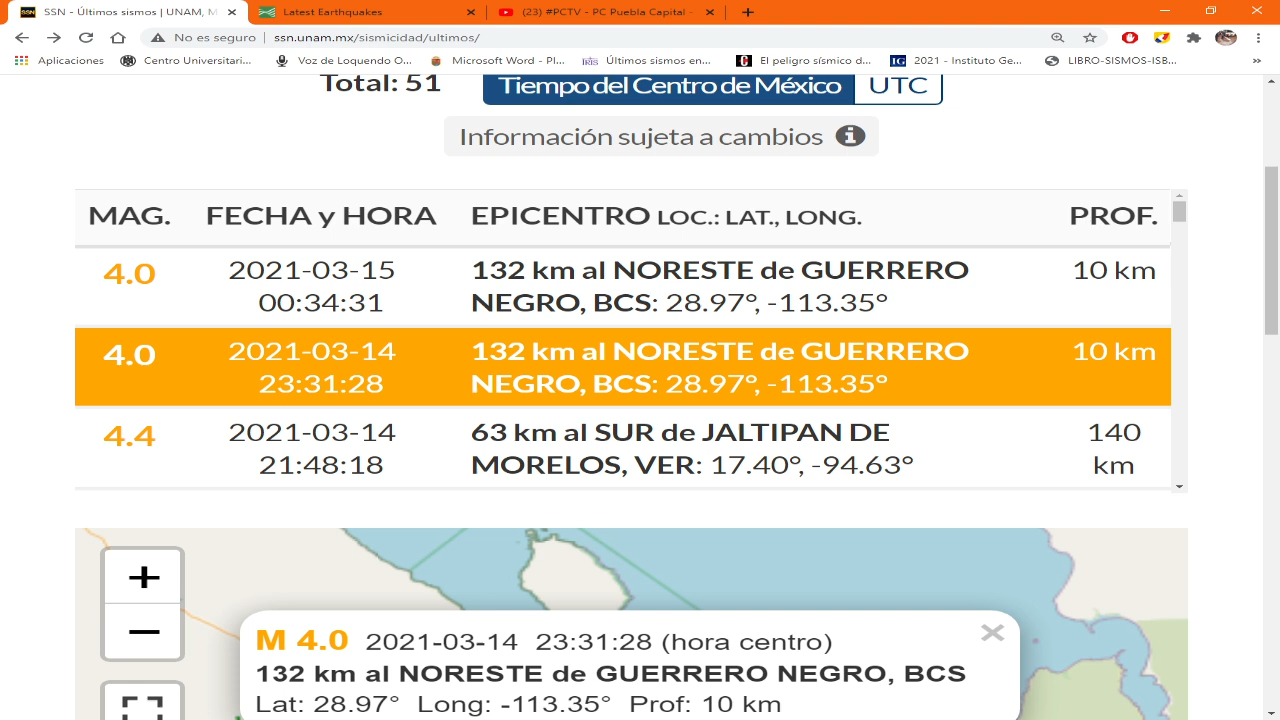 SSN - Últimos sismos | UNAM, M
Latest Earthquakes
(23) #PCTV - PC Puebla Capital -
No es seguro | ssn.unam.mx/sismicidad/ultimos/
Aplicaciones
Centro Universitari...
Voz de Loquendo O...
Microsoft Word - Pl...
Últimos sismos en...
El peligro sísmico d...
IG 2021 - Instituto Ge...
LIBRO-SISMOS-ISB...
»
Total: 51
Tiempo del Centro de México UTC
Información sujeta a cambios
MAG. FECHA y HORA EPICENTRO LOC.: LAT., LONG. PROF.
4.0 2021-03-15 132 km al NORESTE de GUERRERO 10 km
00:34:31 NEGRO, BCS: 28.97°, -113.35°
4.0 2021-03-14 132 km al NORESTE de GUERRERO 10 km
23:31:28 NEGRO, BCS: 28.97°, -113.35°
4.4 2021-03-14 63 km al SUR de JALTIPAN DE 140
21:48:18 MORELOS, VER: 17.40°, -94.63° km
+
−
M 4.0 2021-03-14 23:31:28 (hora centro) ×
132 km al NORESTE de GUERRERO NEGRO, BCS
Lat: 28.97° Long: -113.35° Prof: 10 km